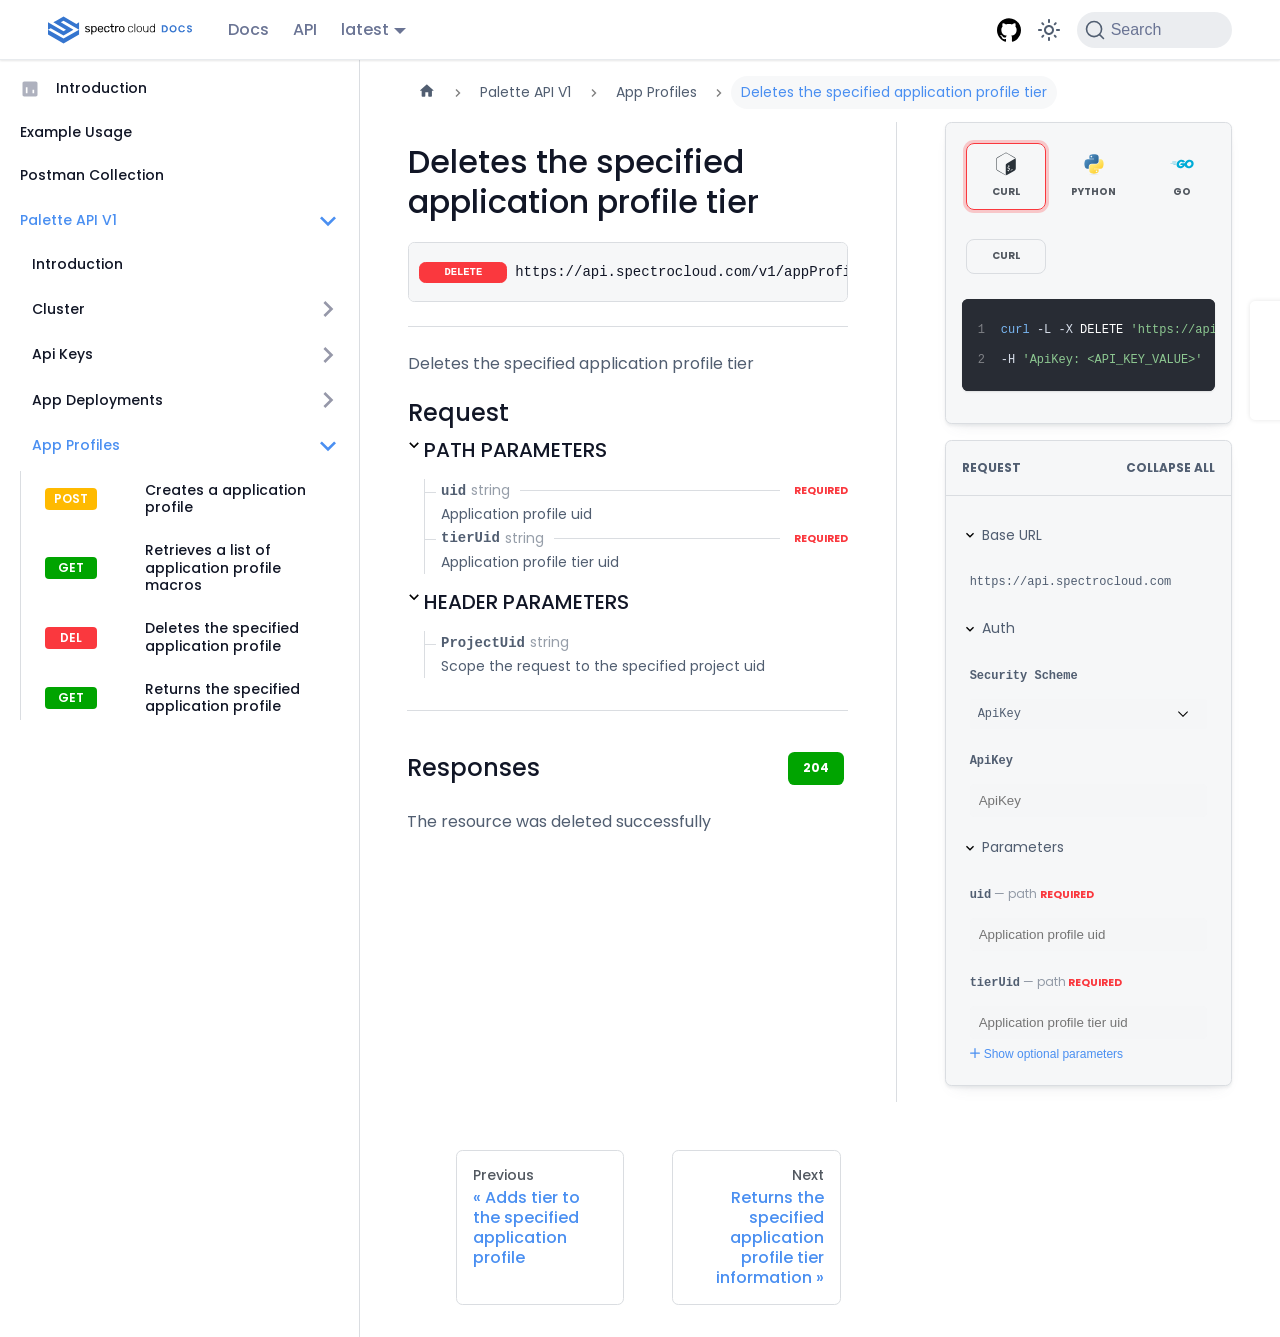 spectro cloud DOCS
Docs
API
latest
Search
Introduction
Example Usage
Postman Collection
Palette API V1
Introduction
Cluster
Api Keys
App Deployments
App Profiles
POST
Creates a application
profile
GET
Retrieves a list of
application profile
macros
DEL
Deletes the specified
application profile
GET
Returns the specified
application profile
Palette API V1
App Profiles
Deletes the specified application profile tier
Deletes the specified
application profile tier
DELETE https://api.spectrocloud.com/v1/appProfi
Deletes the specified application profile tier
Request
PATH PARAMETERS
uid string REQUIRED
Application profile uid
tierUid string REQUIRED
Application profile tier uid
HEADER PARAMETERS
ProjectUid string
Scope the request to the specified project uid
Responses
204
The resource was deleted successfully
CURL
PYTHON
GO
CURL
1 curl -L -X DELETE 'https://api
2 -H 'ApiKey: <API_KEY_VALUE>'
REQUEST
COLLAPSE ALL
Base URL
https://api.spectrocloud.com
Auth
Security Scheme
ApiKey
ApiKey
ApiKey
Parameters
uid — path REQUIRED
Application profile uid
tierUid — path REQUIRED
Application profile tier uid
Show optional parameters
Previous
« Adds tier to
the specified
application
profile
Next
Returns the
specified
application
profile tier
information »